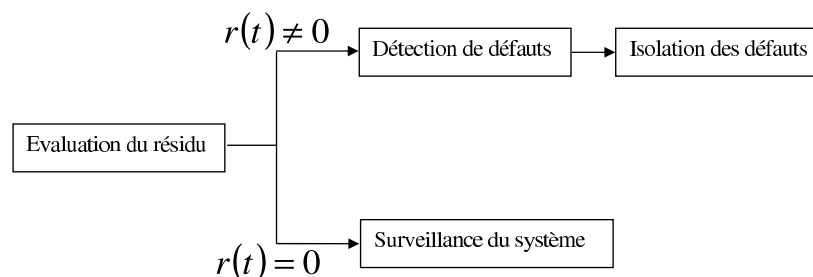 r(t) ≠ 0
Détection de défauts
Isolation des défauts
Evaluation du résidu
Surveillance du système
r(t) = 0